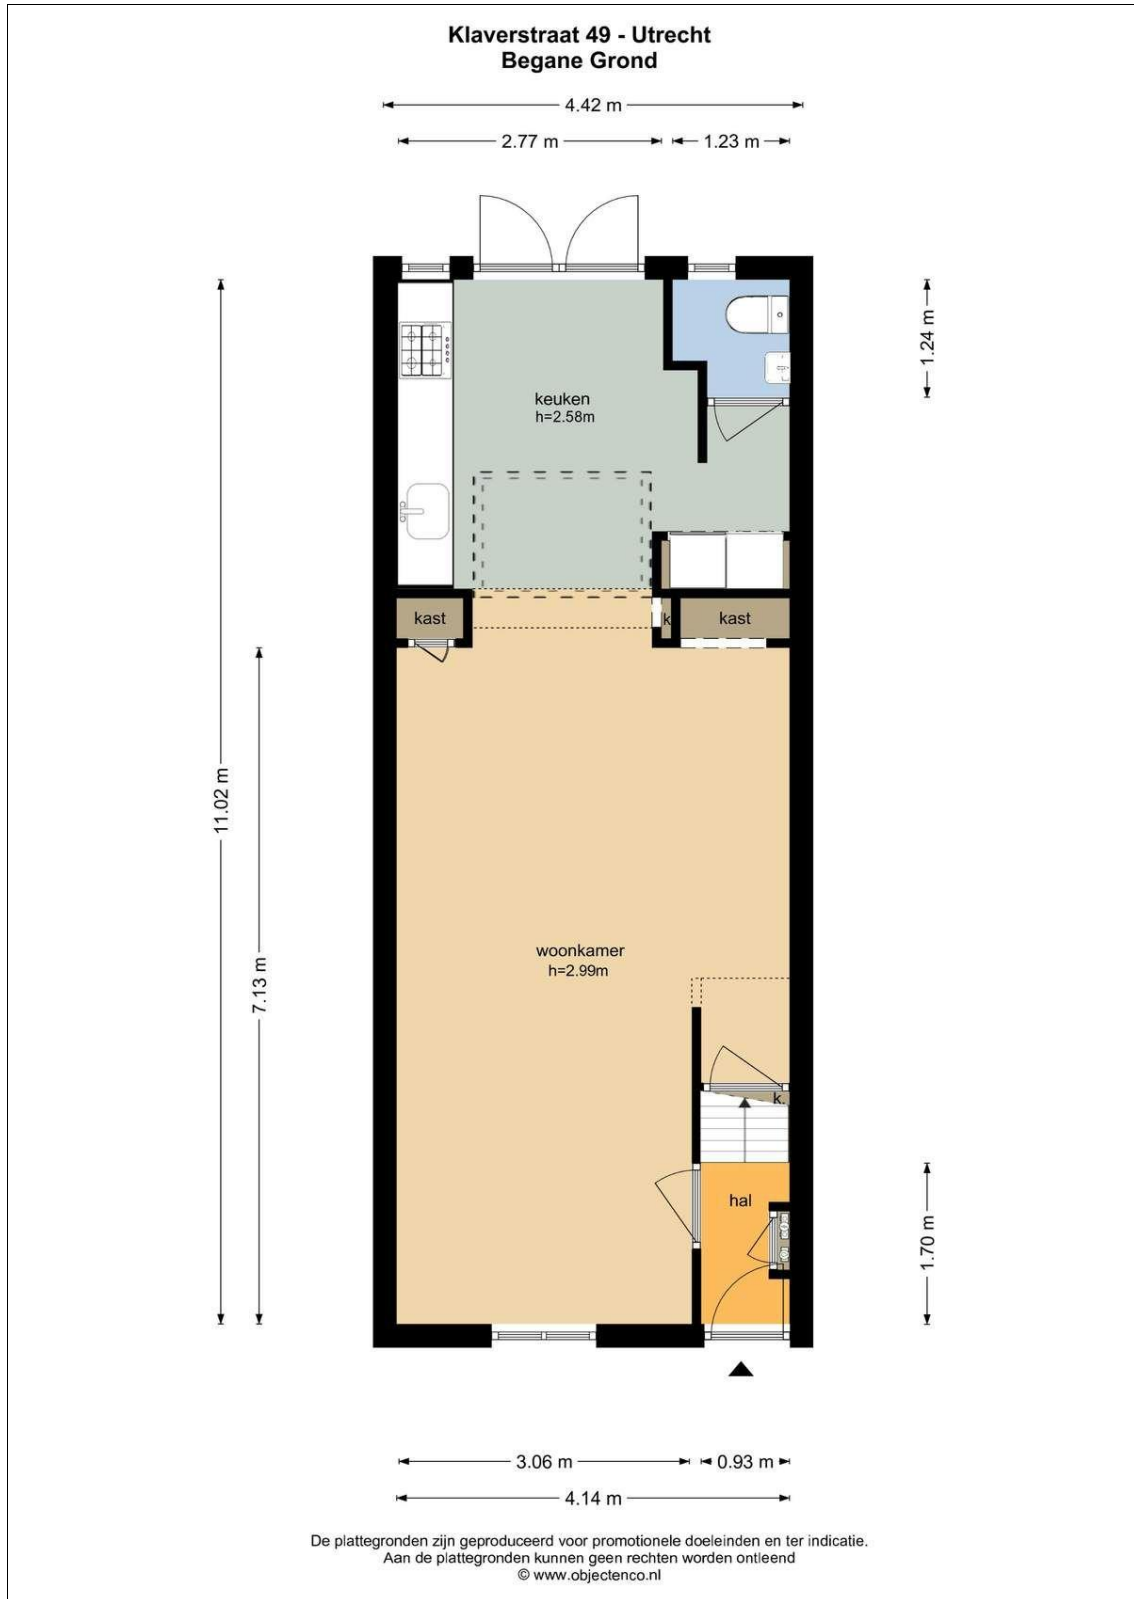 Klaverstraat 49 - Utrecht
Begane Grond
4.42 m
2.77 m
1.23 m
11.02 m
1.24 m
keuken
h=2.58m
kast
k
kast
7.13 m
woonkamer
h=2.99m
k.
hal
1.70 m
3.06 m
0.93 m
4.14 m
De plattegronden zijn geproduceerd voor promotionele doeleinden en ter indicatie.
Aan de plattegronden kunnen geen rechten worden ontleend
© www.objectenco.nl